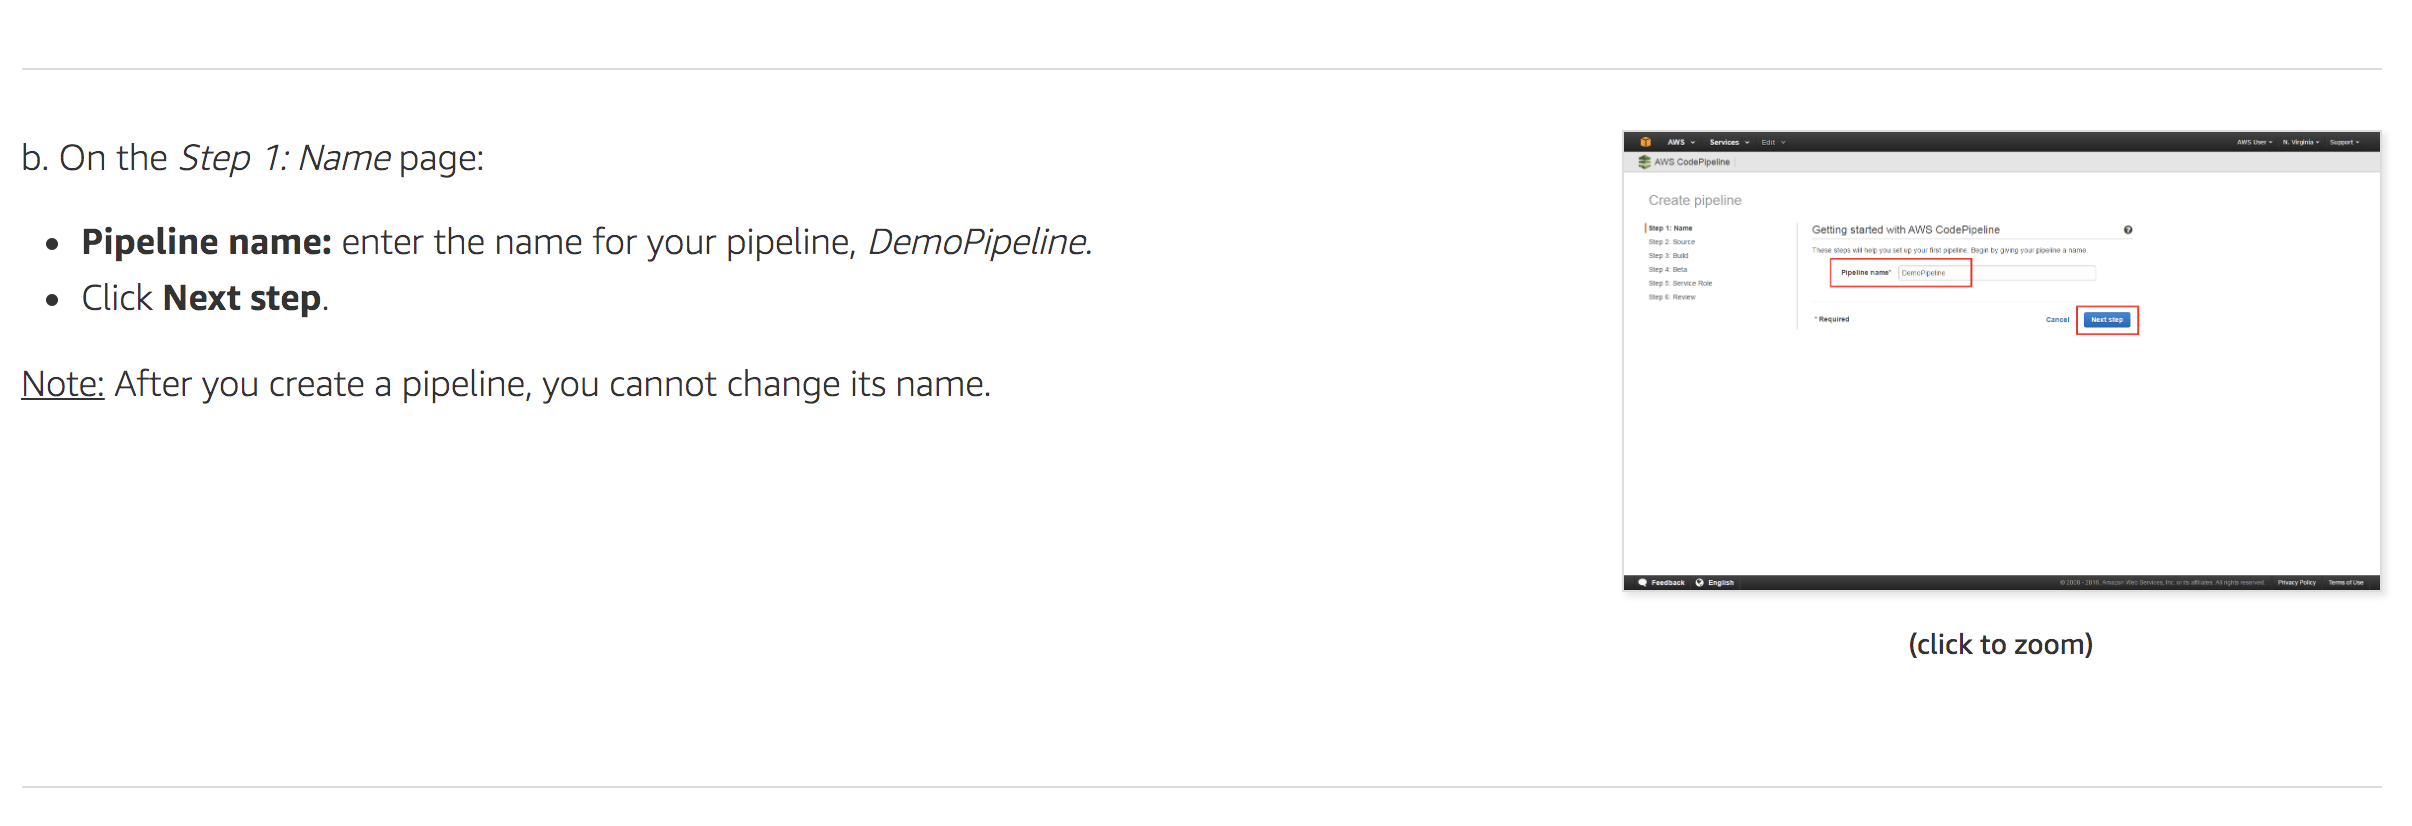 b. On the Step 1: Name page:
• Pipeline name: enter the name for your pipeline, DemoPipeline.
• Click Next step.
Note: After you create a pipeline, you cannot change its name.
AWS Services Edit AWS User N. Virginia Support
AWS CodePipeline
Create pipeline
Step 1: Name
Step 2: Source
Step 3: Build
Step 4: Beta
Step 5: Service Role
Step 6: Review
Getting started with AWS CodePipeline
These steps will help you set up your first pipeline. Begin by giving your pipeline a name.
Pipeline name* DemoPipeline
* Required Cancel Next step
Feedback English © 2008 - 2016, Amazon Web Services, Inc. or its affiliates. All rights reserved. Privacy Policy Terms of Use
(click to zoom)